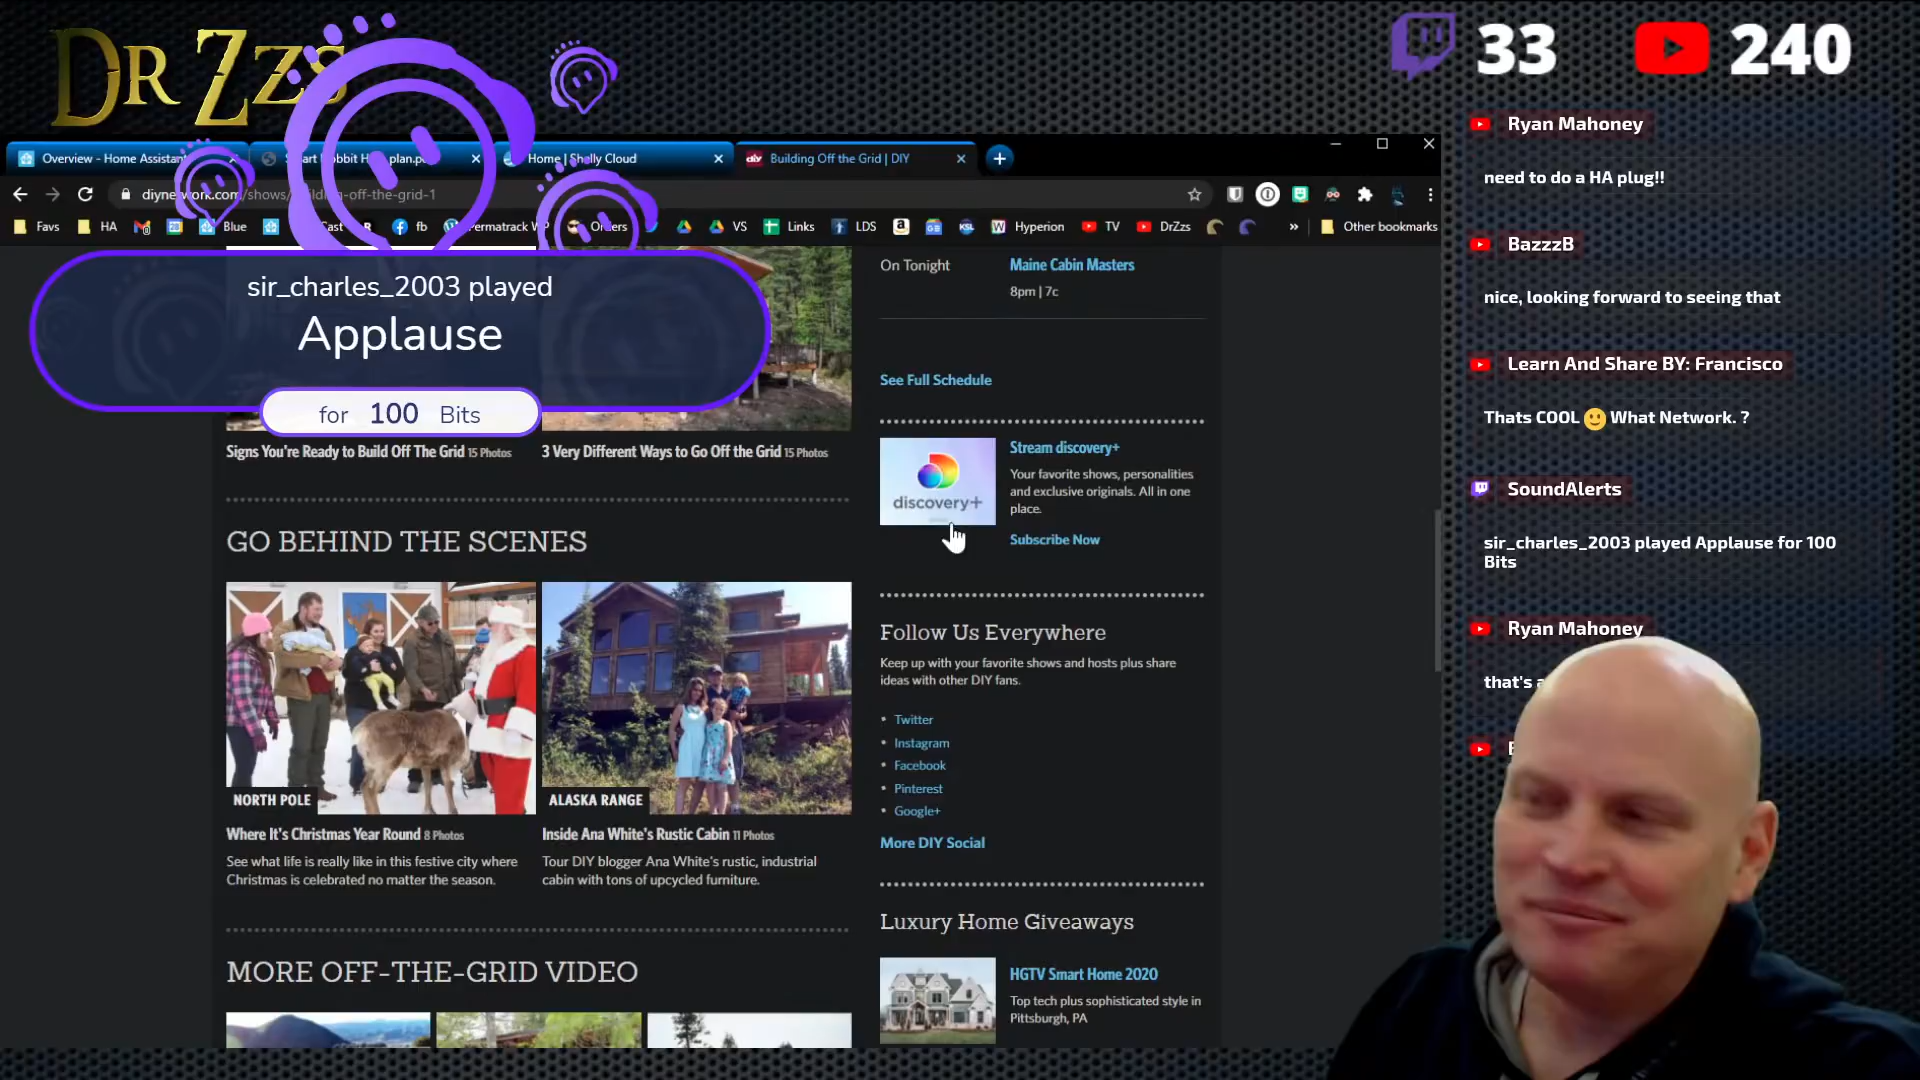 DR ZZS
33
240
Overview - Home Assistan
plan.p
Home | Shelly Cloud
Building Off the Grid | DIY
Favs
HA
Blue
fb
Permatrack
Orders
VS
Links
LDS
KSL
Hyperion
TV
DrZzs
»
Other bookmarks
sir_charles_2003 played
Applause
for 100 Bits
Signs You're Ready to Build Off The Grid 15 Photos
3 Very Different Ways to Go Off the Grid 15 Photos
GO BEHIND THE SCENES
NORTH POLE
ALASKA RANGE
Where It's Christmas Year Round 8 Photos
See what life is really like in this festive city where
Christmas is celebrated no matter the season.
Inside Ana White's Rustic Cabin 11 Photos
Tour DIY blogger Ana White's rustic, industrial
cabin with tons of upcycled furniture.
MORE OFF-THE-GRID VIDEO
On Tonight
Maine Cabin Masters
8pm | 7c
See Full Schedule
discovery+
Stream discovery+
Your favorite shows, personalities
and exclusive originals. All in one
place.
Subscribe Now
Follow Us Everywhere
Keep up with your favorite shows and hosts plus share
ideas with other DIY fans.
• Twitter
• Instagram
• Facebook
• Pinterest
• Google+
More DIY Social
Luxury Home Giveaways
HGTV Smart Home 2020
Top tech plus sophisticated style in
Pittsburgh, PA
Ryan Mahoney
need to do a HA plug!!
BazzzB
nice, looking forward to seeing that
Learn And Share BY: Francisco
Thats COOL 🙂 What Network. ?
SoundAlerts
sir_charles_2003 played Applause for 100
Bits
Ryan Mahoney
that's